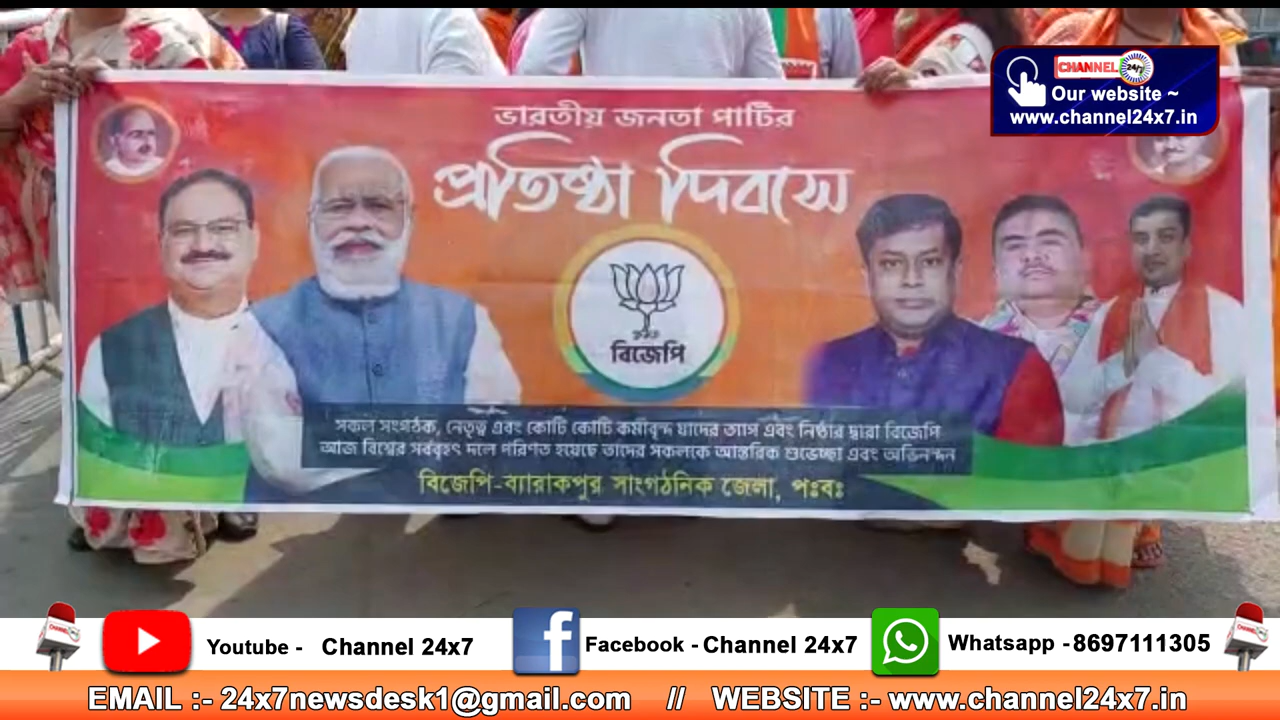 CHANNEL 24x7
Our website ~
www.channel24x7.in
ভারতীয় জনতা পার্টির
প্রতিষ্ঠা দিবসে
বিজেপি
সকল সংগঠক, নেতৃত্ব এবং কোটি কোটি কর্মীবৃন্দ যাদের ত্যাগ এবং নিষ্ঠার দ্বারা বিজেপি
আজ বিশ্বের সর্ববৃহৎ দলে পরিণত হয়েছে তাদের সকলকে আন্তরিক শুভেচ্ছা এবং অভিনন্দন
বিজেপি-ব্যারাকপুর সাংগঠনিক জেলা, পঃবঃ
Youtube - Channel 24x7
Facebook - Channel 24x7
Whatsapp -8697111305
EMAIL :- 24x7newsdesk1@gmail.com // WEBSITE :- www.channel24x7.in